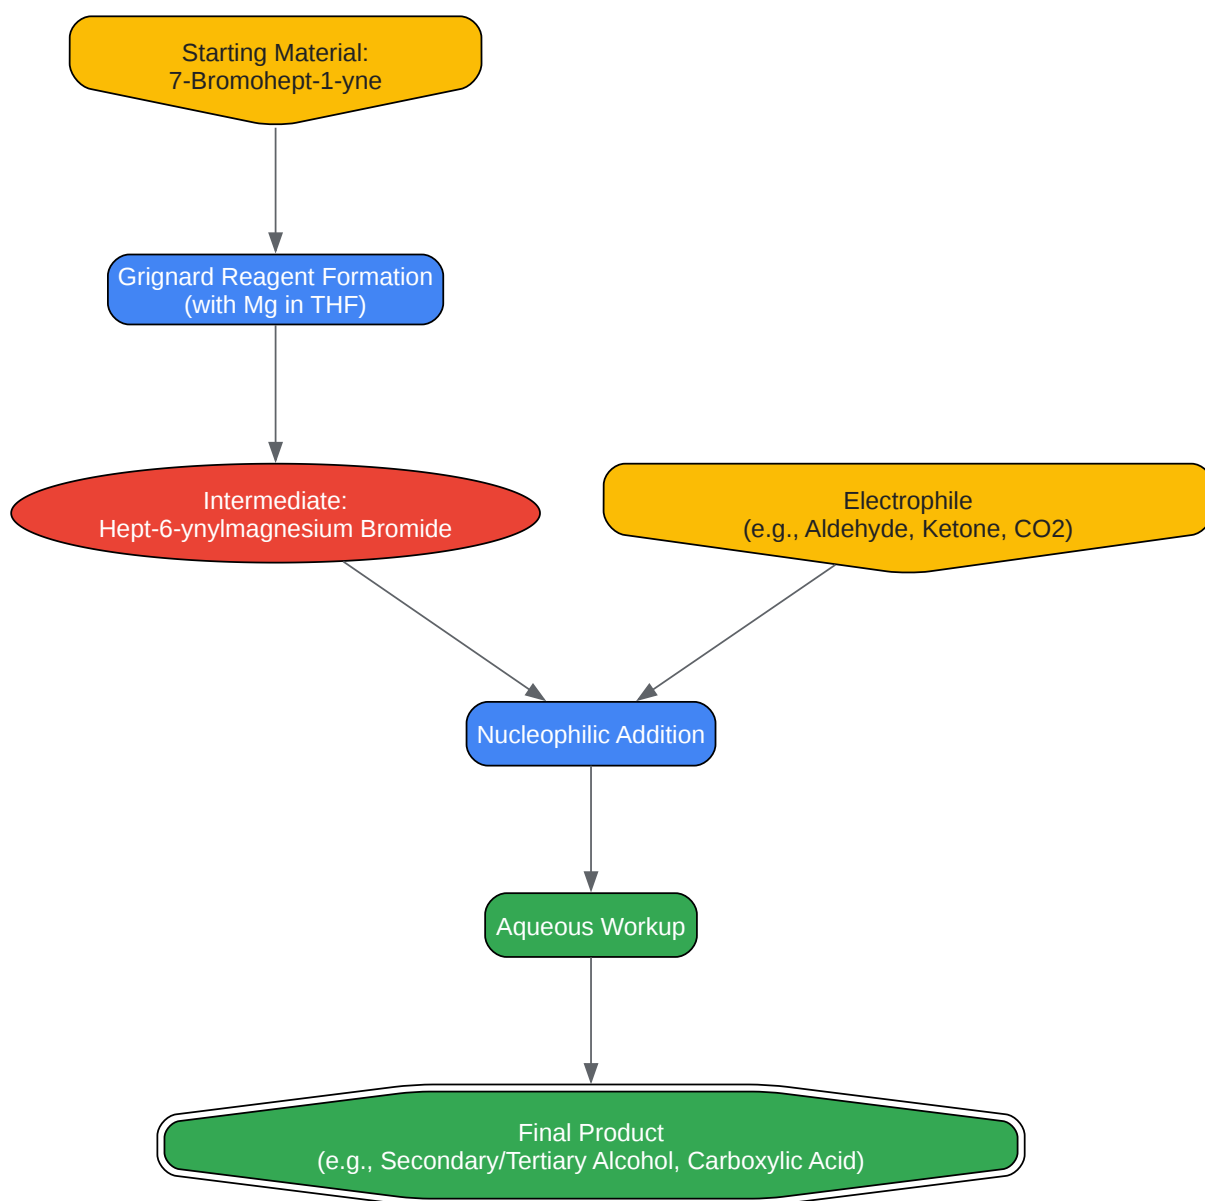 Starting Material:
7-Bromohept-1-yne
Grignard Reagent Formation
(with Mg in THF)
Intermediate:
Hept-6-ynylmagnesium Bromide
Electrophile
(e.g., Aldehyde, Ketone, CO2)
Nucleophilic Addition
Aqueous Workup
Final Product
(e.g., Secondary/Tertiary Alcohol, Carboxylic Acid)